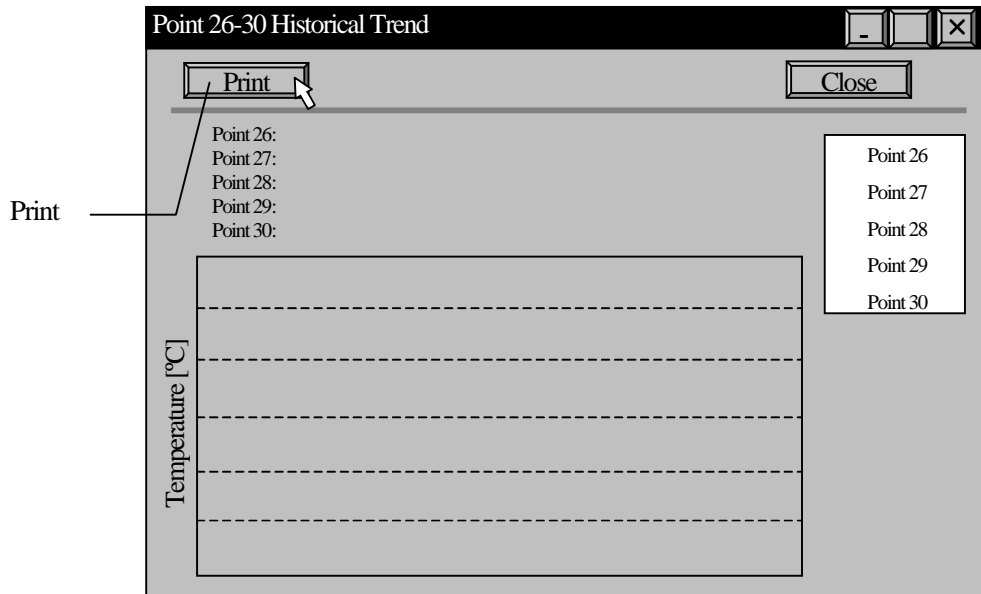 Point 26-30 Historical Trend
Print
Close
Point 26:
Point 27:
Point 28:
Point 29:
Point 30:
Point 26
Point 27
Point 28
Point 29
Point 30
Print
Temperature [ºC]